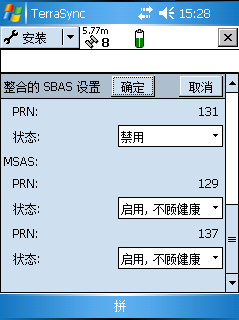 TerraSync 15:28
安装 5.77m 8
整合的 SBAS 设置 确定 取消
PRN: 131
状态: 禁用
MSAS:
PRN: 129
状态: 启用, 不顾健康
PRN: 137
状态: 启用, 不顾健康
拼